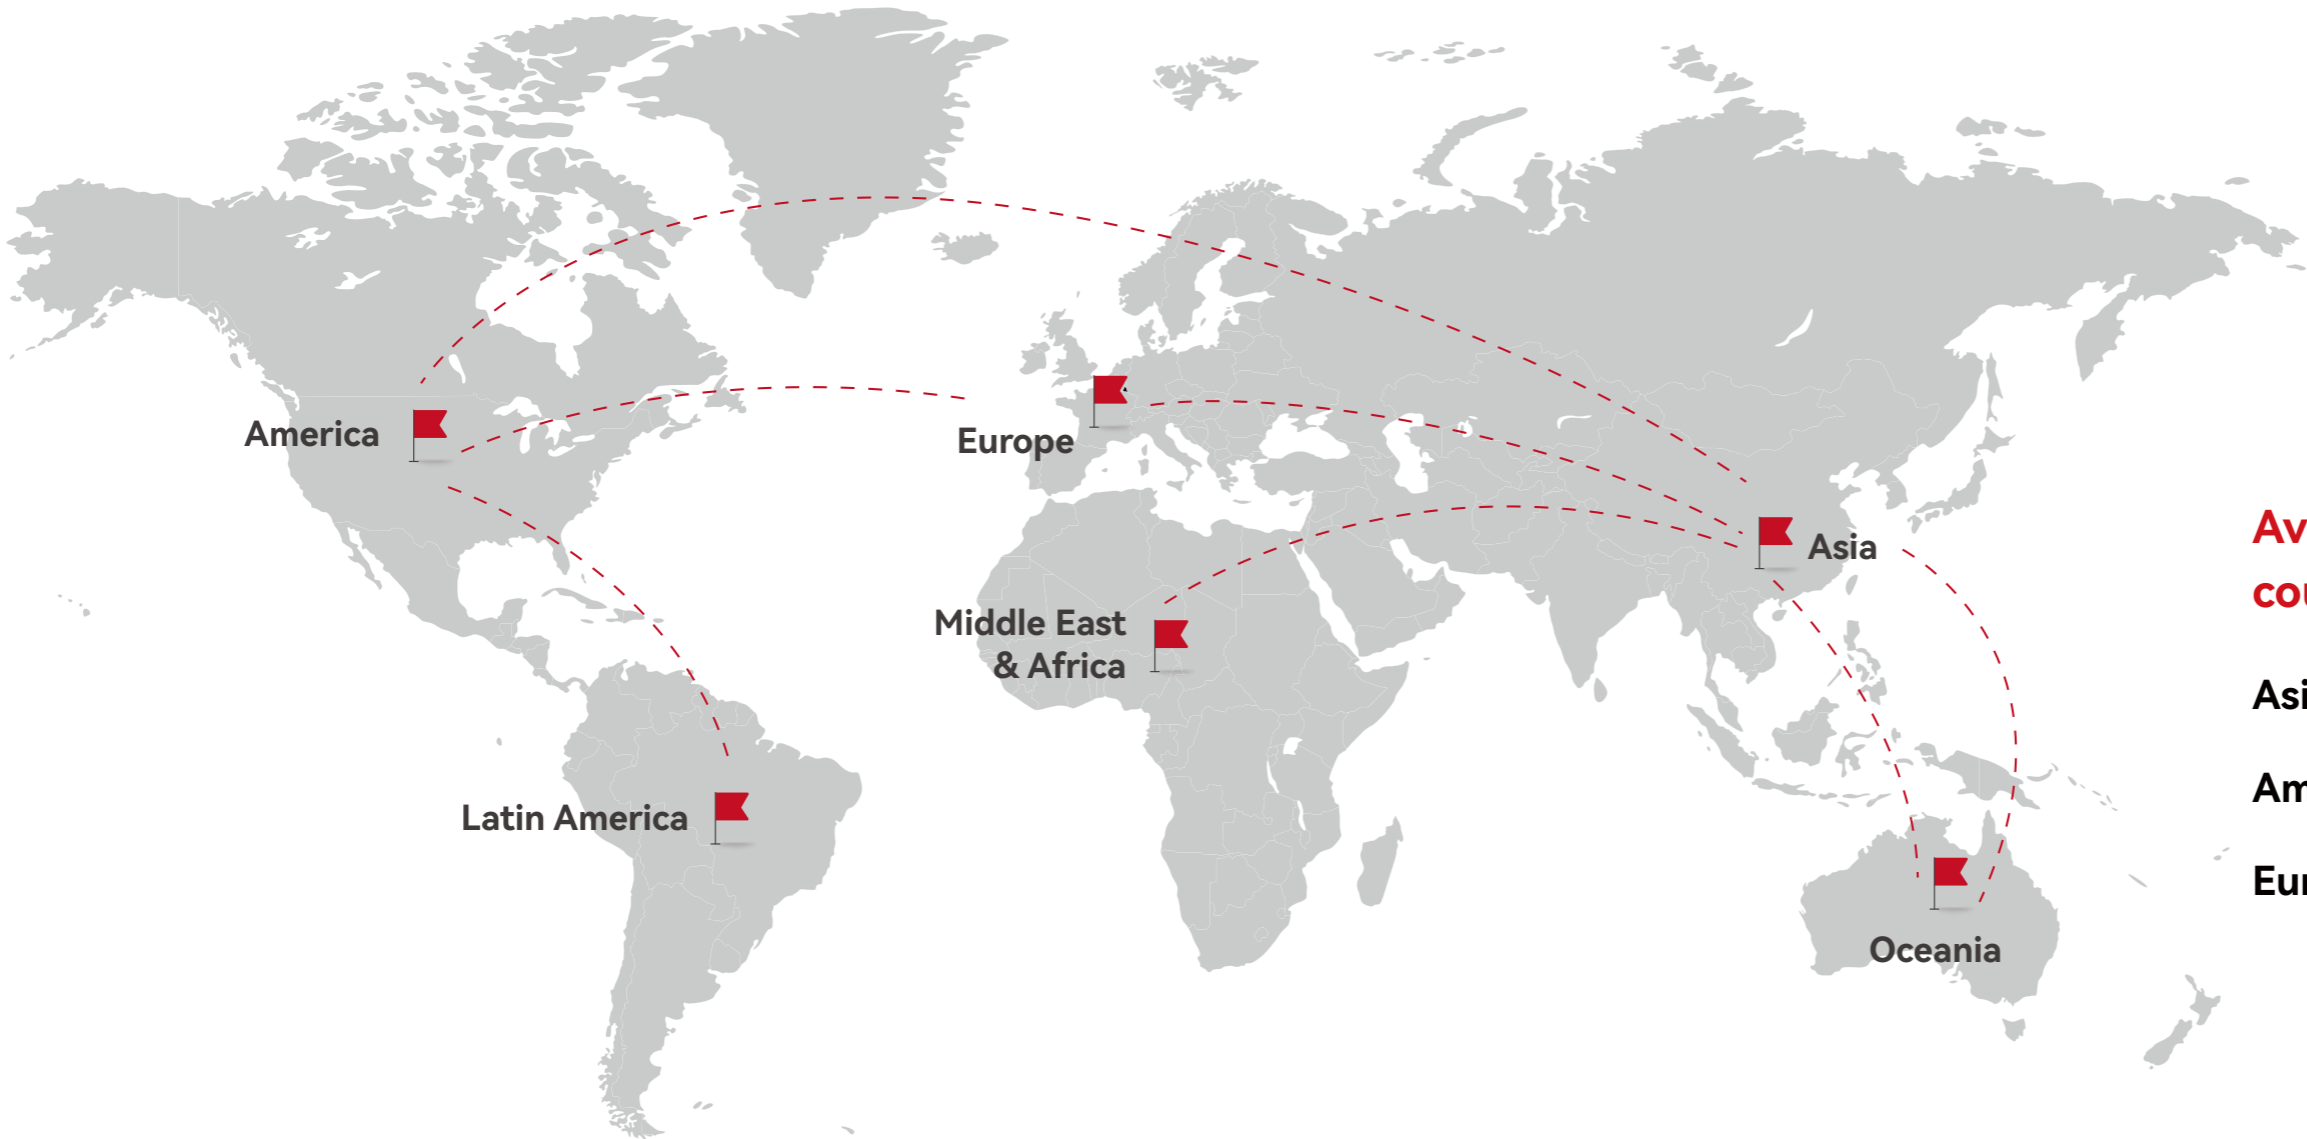 America
Europe
Asia
Middle East
& Africa
Latin America
Oceania